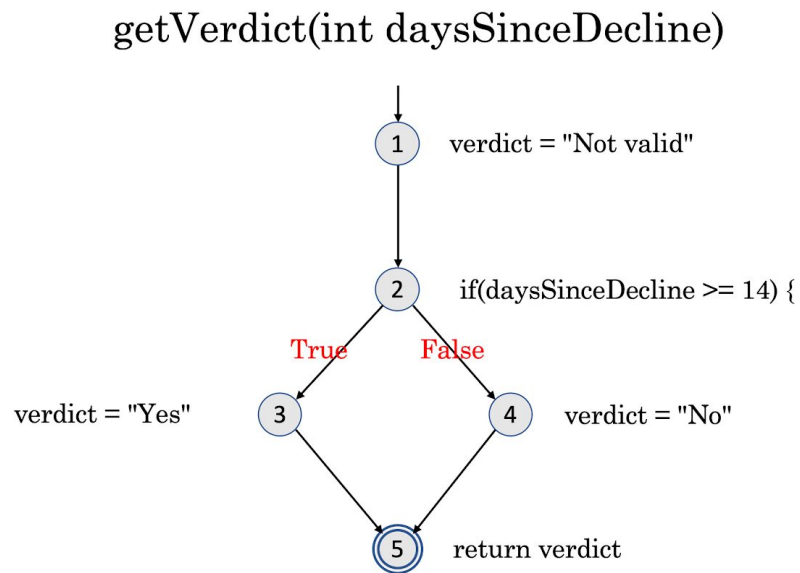 getVerdict(int daysSinceDecline)
1
verdict = "Not valid"
2
if(daysSinceDecline >= 14) {
True
False
verdict = "Yes"
3
4
verdict = "No"
5
return verdict